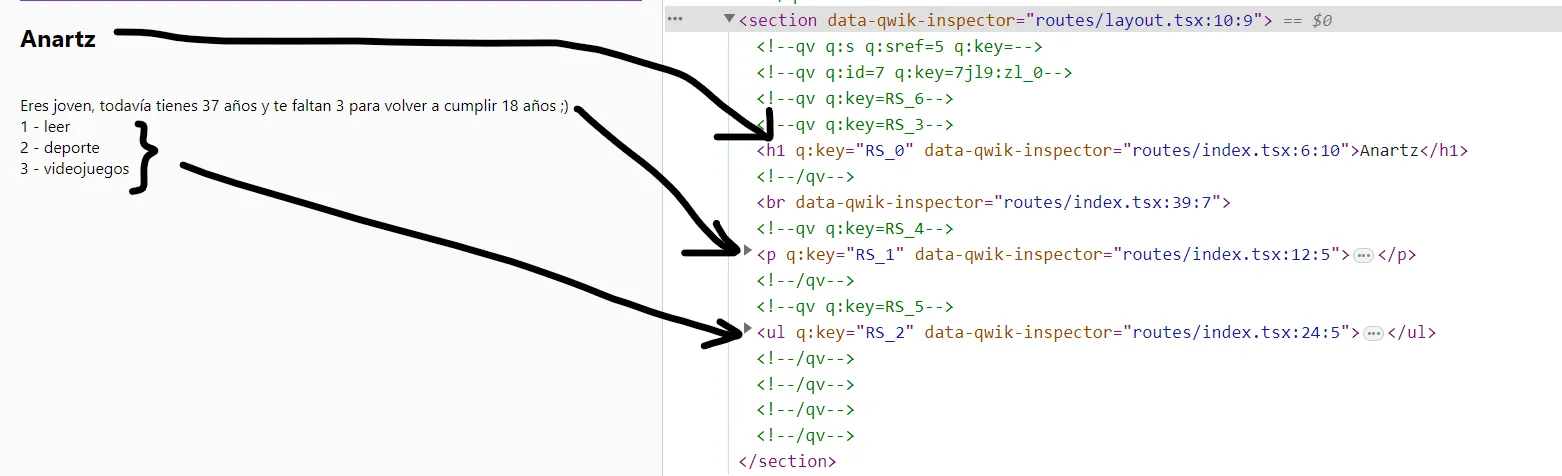 Anartz
Eres joven, todavía tienes 37 años y te faltan 3 para volver a cumplir 18 años ;)
1 - leer
2 - deporte
3 - videojuegos
<section data-qwik-inspector="routes/layout.tsx:10:9"> == $0
<!--qv q:s q:sref=5 q:key=-->
<!--qv q:id=7 q:key=7jl9:zl_0-->
<!--qv q:key=RS_6-->
<!--qv q:key=RS_3-->
<h1 q:key="RS_0" data-qwik-inspector="routes/index.tsx:6:10">Anartz</h1>
<!--/qv-->
<br data-qwik-inspector="routes/index.tsx:39:7">
<!--qv q:key=RS_4-->
<p q:key="RS_1" data-qwik-inspector="routes/index.tsx:12:5">…</p>
<!--/qv-->
<!--qv q:key=RS_5-->
<ul q:key="RS_2" data-qwik-inspector="routes/index.tsx:24:5">…</ul>
<!--/qv-->
<!--/qv-->
<!--/qv-->
<!--/qv-->
</section>